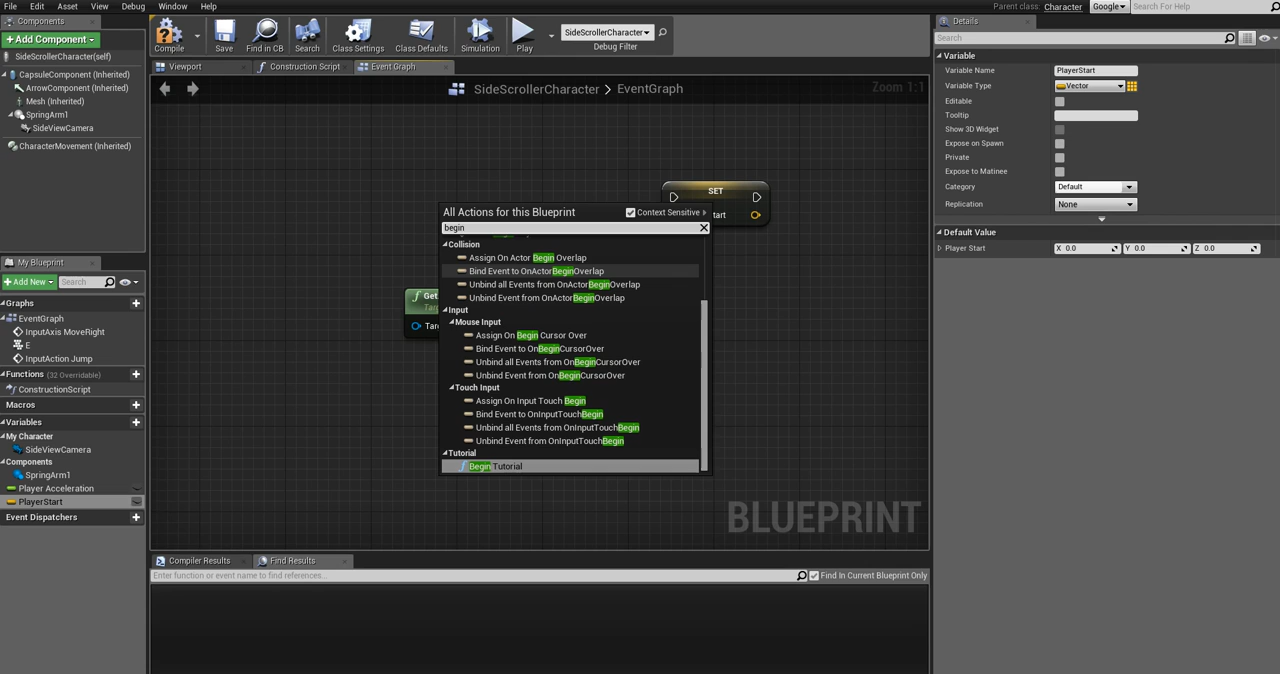 File Edit Asset View Debug Window Help Parent class: Character Google Search For Help
Components Details
Add Component Compile Save Find in CB Search Class Settings Class Defaults Simulation Play SideScrollerCharacter Debug Filter
Search
SideScrollerCharacter(self)
Viewport Construction Script Event Graph
CapsuleComponent (Inherited)
ArrowComponent (Inherited)
Mesh (Inherited)
SpringArm1
SideViewCamera
CharacterMovement (Inherited)
SideScrollerCharacter > EventGraph
Zoom 1:1
Variable
Variable Name PlayerStart
Variable Type Vector
Editable
Tooltip
Show 3D Widget
Expose on Spawn
Private
Expose to Matinee
Category Default
Replication None
Default Value
Player Start X 0.0 Y 0.0 Z 0.0
SET
All Actions for this Blueprint Context Sensitive
begin
Collision
Assign On Actor Begin Overlap
Bind Event to OnActorBeginOverlap
Unbind all Events from OnActorBeginOverlap
Unbind Event from OnActorBeginOverlap
Input
Mouse Input
Assign On Begin Cursor Over
Bind Event to OnBeginCursorOver
Unbind all Events from OnBeginCursorOver
Unbind Event from OnBeginCursorOver
Touch Input
Assign On Input Touch Begin
Bind Event to OnInputTouchBegin
Unbind all Events from OnInputTouchBegin
Unbind Event from OnInputTouchBegin
Tutorial
Begin Tutorial
Get
BLUEPRINT
My Blueprint
Add New Search
Graphs
EventGraph
InputAxis MoveRight
E
InputAction Jump
Functions (32 Overridable)
ConstructionScript
Macros
Variables
My Character
SideViewCamera
Components
SpringArm1
Player Acceleration
PlayerStart
Event Dispatchers
Compiler Results Find Results
Enter function or event name to find references... Find In Current Blueprint Only